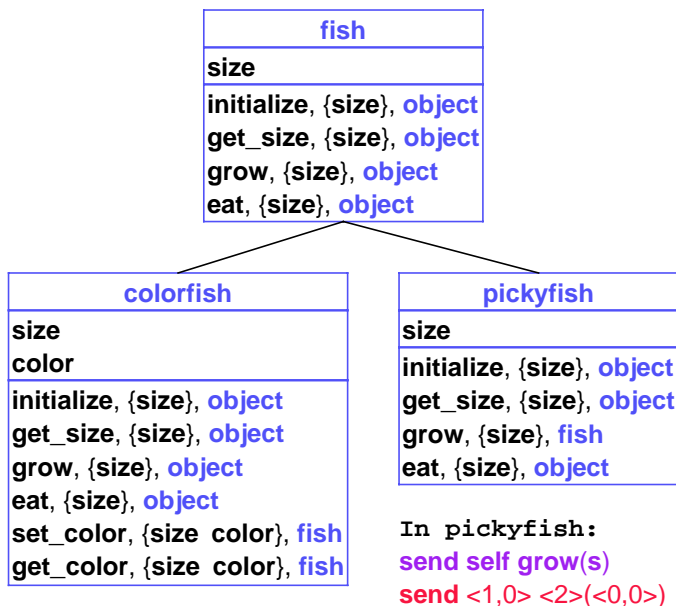 fish
size
initialize, {size}, object
get_size, {size}, object
grow, {size}, object
eat, {size}, object
colorfish
size
color
initialize, {size}, object
get_size, {size}, object
grow, {size}, object
eat, {size}, object
set_color, {size color}, fish
get_color, {size color}, fish
pickyfish
size
initialize, {size}, object
get_size, {size}, object
grow, {size}, fish
eat, {size}, object
In pickyfish:
send self grow(s)
send <1,0> <2>(<0,0>)